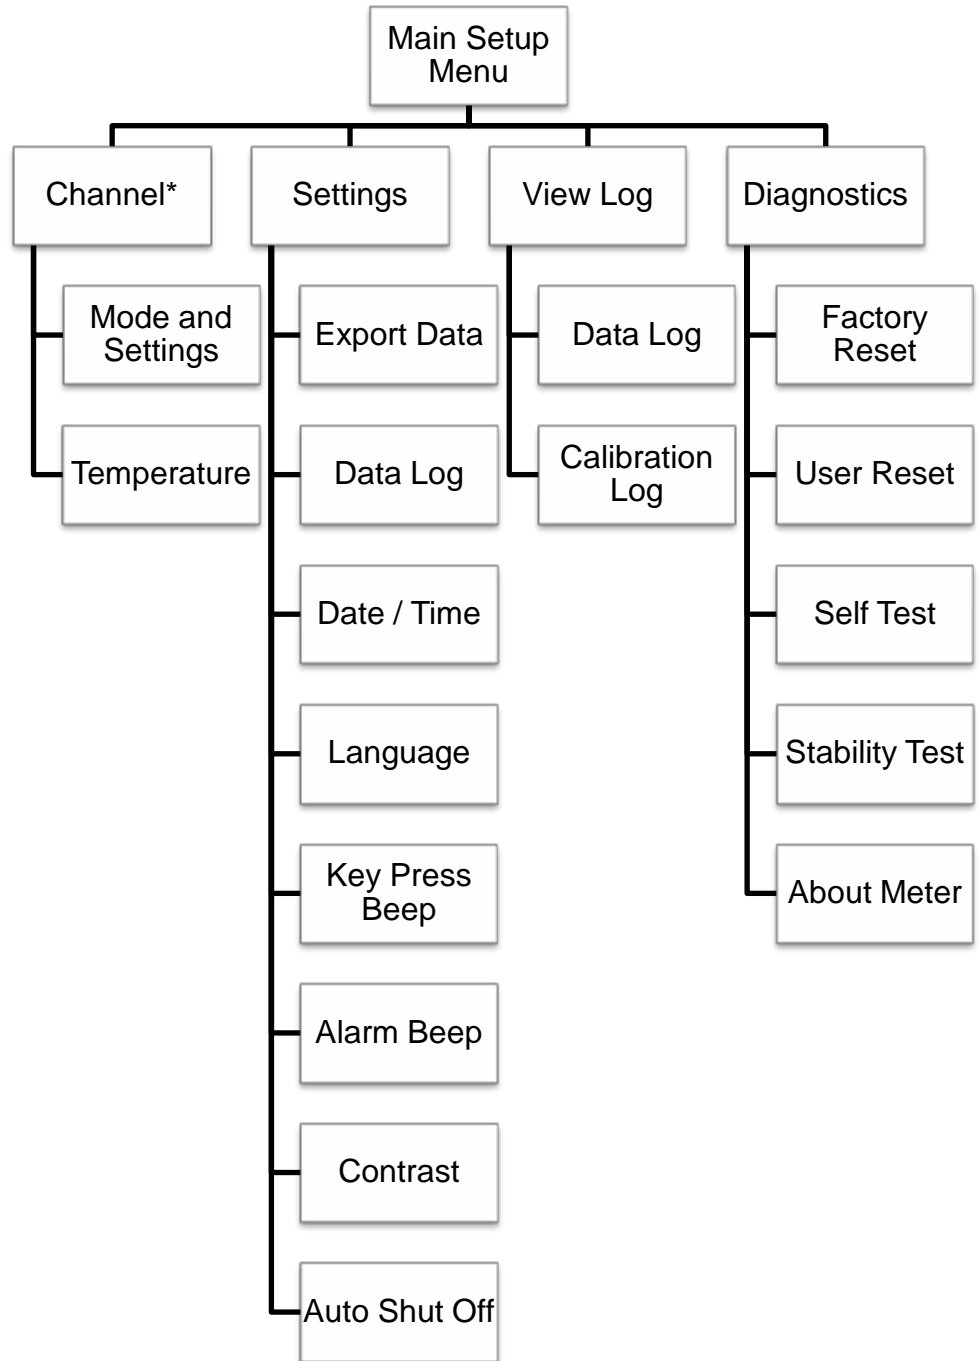 Main Setup
Menu
Channel*
Mode and
Settings
Temperature
Settings
Export Data
Data Log
Date / Time
Language
Key Press
Beep
Alarm Beep
Contrast
Auto Shut Off
View Log
Data Log
Calibration
Log
Diagnostics
Factory
Reset
User Reset
Self Test
Stability Test
About Meter